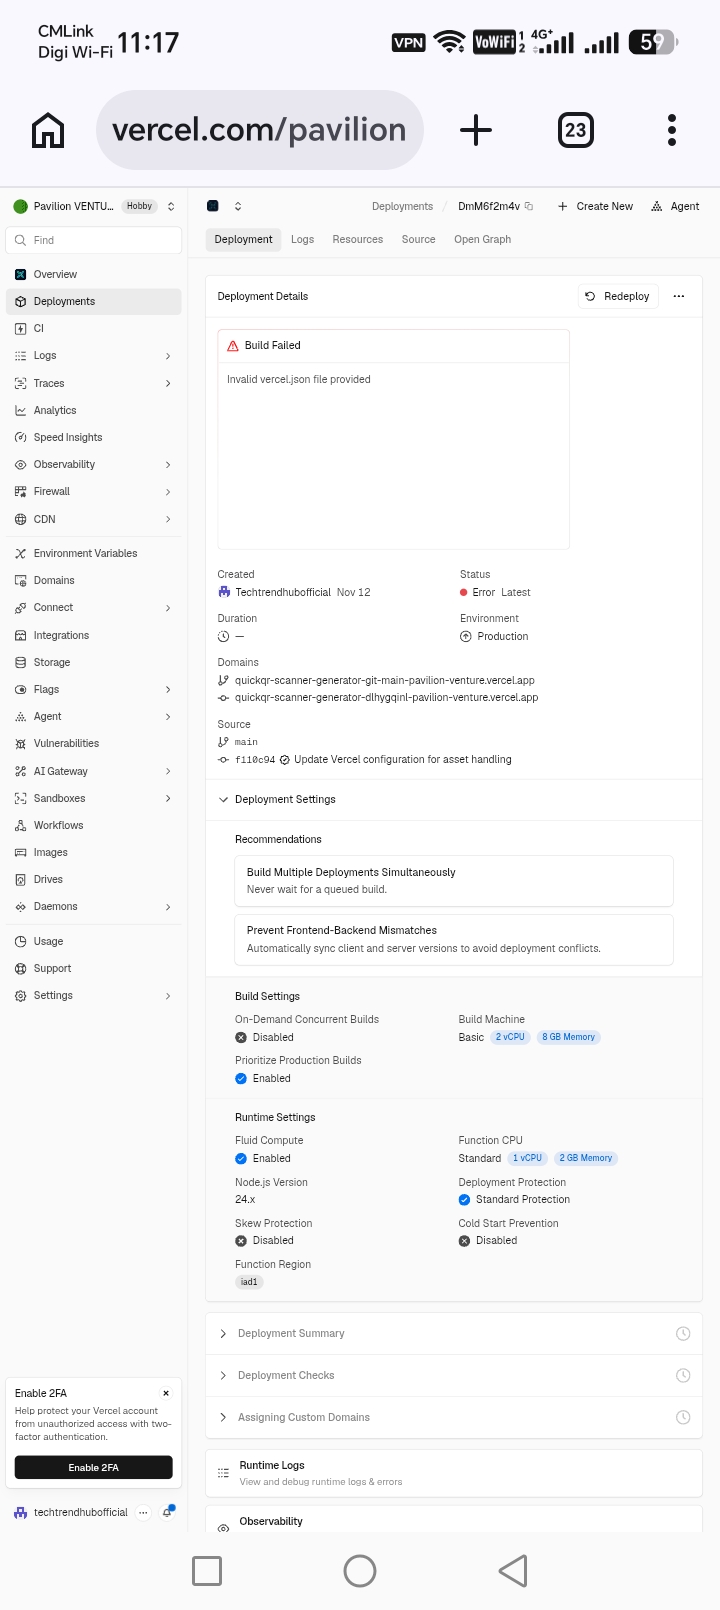 CMLink
Digi Wi-Fi
11:17
VPN
VoWiFi
1
2
4G+
59
vercel.com/pavilion
23
Pavilion VENTU...
Hobby
Find
Overview
Deployments
CI
Logs
Traces
Analytics
Speed Insights
Observability
Firewall
CDN
Environment Variables
Domains
Connect
Integrations
Storage
Flags
Agent
Vulnerabilities
AI Gateway
Sandboxes
Workflows
Images
Drives
Daemons
Usage
Support
Settings
Enable 2FA
Help protect your Vercel account
from unauthorized access with two-
factor authentication.
Enable 2FA
techtrendhubofficial
Deployments / DmM6f2m4v
Create New
Agent
Deployment
Logs
Resources
Source
Open Graph
Deployment Details
Redeploy
Build Failed
Invalid vercel.json file provided
Created
Techtrendhubofficial Nov 12
Status
Error Latest
Duration
—
Environment
Production
Domains
quickqr-scanner-generator-git-main-pavilion-venture.vercel.app
quickqr-scanner-generator-dlhygqinl-pavilion-venture.vercel.app
Source
main
f110c94 Update Vercel configuration for asset handling
Deployment Settings
Recommendations
Build Multiple Deployments Simultaneously
Never wait for a queued build.
Prevent Frontend-Backend Mismatches
Automatically sync client and server versions to avoid deployment conflicts.
Build Settings
On-Demand Concurrent Builds
Disabled
Build Machine
Basic 2 vCPU 8 GB Memory
Prioritize Production Builds
Enabled
Runtime Settings
Fluid Compute
Enabled
Function CPU
Standard 1 vCPU 2 GB Memory
Node.js Version
24.x
Deployment Protection
Standard Protection
Skew Protection
Disabled
Cold Start Prevention
Disabled
Function Region
iad1
Deployment Summary
Deployment Checks
Assigning Custom Domains
Runtime Logs
View and debug runtime logs & errors
Observability